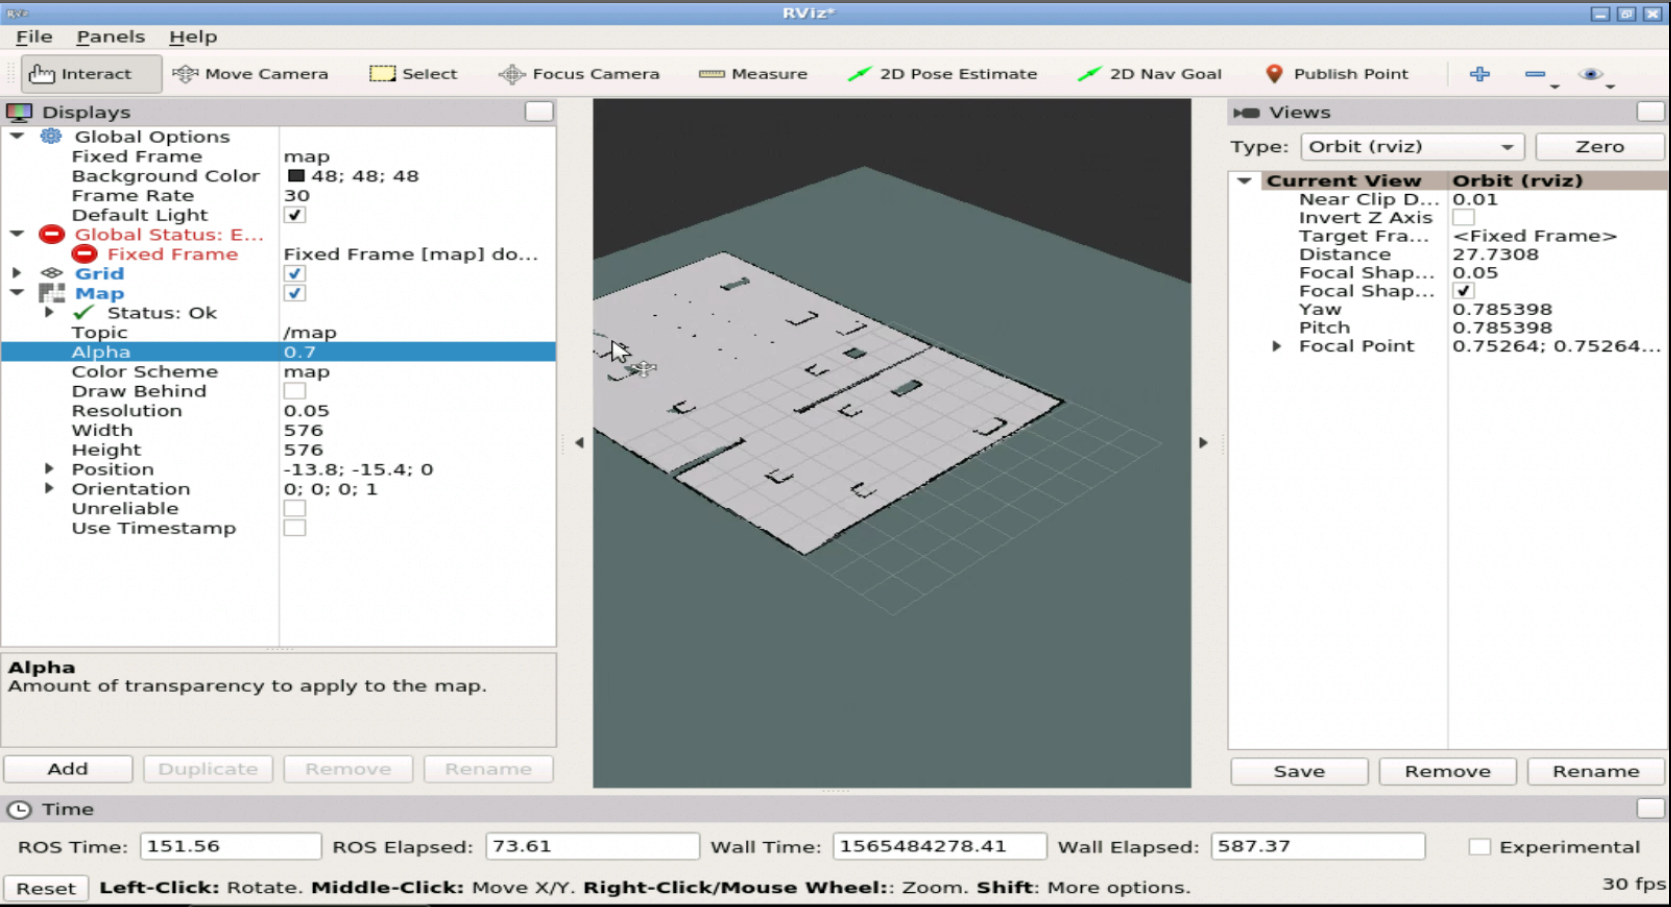 RViz*
File Panels Help
Interact Move Camera Select Focus Camera Measure 2D Pose Estimate 2D Nav Goal Publish Point
Displays
Global Options
Fixed Frame map
Background Color 48; 48; 48
Frame Rate 30
Default Light
Global Status: E...
Fixed Frame Fixed Frame [map] do...
Grid
Map
Status: Ok
Topic /map
Alpha 0.7
Color Scheme map
Draw Behind
Resolution 0.05
Width 576
Height 576
Position -13.8; -15.4; 0
Orientation 0; 0; 0; 1
Unreliable
Use Timestamp
Alpha
Amount of transparency to apply to the map.
Add Duplicate Remove Rename
Views
Type: Orbit (rviz) Zero
Current View Orbit (rviz)
Near Clip D... 0.01
Invert Z Axis
Target Fra... <Fixed Frame>
Distance 27.7308
Focal Shap... 0.05
Focal Shap...
Yaw 0.785398
Pitch 0.785398
Focal Point 0.75264; 0.75264...
Save Remove Rename
Time
ROS Time: 151.56 ROS Elapsed: 73.61 Wall Time: 1565484278.41 Wall Elapsed: 587.37 Experimental
Reset Left-Click: Rotate. Middle-Click: Move X/Y. Right-Click/Mouse Wheel:: Zoom. Shift: More options. 30 fps